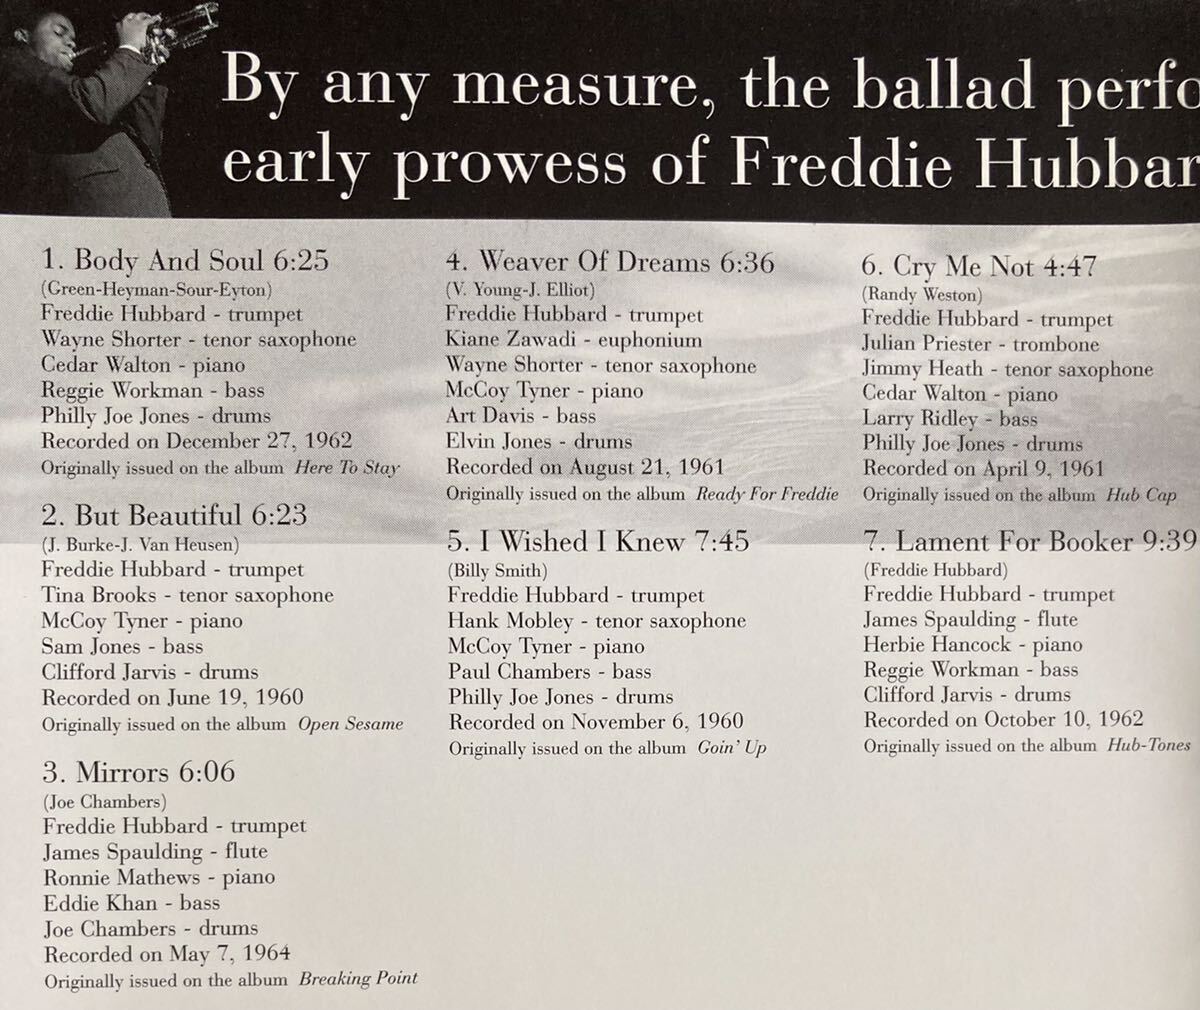 By any measure, the ballad perfo
early prowess of Freddie Hubbar
1. Body And Soul 6:25
(Green-Heyman-Sour-Eyton)
Freddie Hubbard - trumpet
Wayne Shorter - tenor saxophone
Cedar Walton - piano
Reggie Workman - bass
Philly Joe Jones - drums
Recorded on December 27, 1962
Originally issued on the album Here To Stay
2. But Beautiful 6:23
(J. Burke-J. Van Heusen)
Freddie Hubbard - trumpet
Tina Brooks - tenor saxophone
McCoy Tyner - piano
Sam Jones - bass
Clifford Jarvis - drums
Recorded on June 19, 1960
Originally issued on the album Open Sesame
3. Mirrors 6:06
(Joe Chambers)
Freddie Hubbard - trumpet
James Spaulding - flute
Ronnie Mathews - piano
Eddie Khan - bass
Joe Chambers - drums
Recorded on May 7, 1964
Originally issued on the album Breaking Point
4. Weaver Of Dreams 6:36
(V. Young-J. Elliot)
Freddie Hubbard - trumpet
Kiane Zawadi - euphonium
Wayne Shorter - tenor saxophone
McCoy Tyner - piano
Art Davis - bass
Elvin Jones - drums
Recorded on August 21, 1961
Originally issued on the album Ready For Freddie
5. I Wished I Knew 7:45
(Billy Smith)
Freddie Hubbard - trumpet
Hank Mobley - tenor saxophone
McCoy Tyner - piano
Paul Chambers - bass
Philly Joe Jones - drums
Recorded on November 6, 1960
Originally issued on the album Goin' Up
6. Cry Me Not 4:47
(Randy Weston)
Freddie Hubbard - trumpet
Julian Priester - trombone
Jimmy Heath - tenor saxophone
Cedar Walton - piano
Larry Ridley - bass
Philly Joe Jones - drums
Recorded on April 9, 1961
Originally issued on the album Hub Cap
7. Lament For Booker 9:39
(Freddie Hubbard)
Freddie Hubbard - trumpet
James Spaulding - flute
Herbie Hancock - piano
Reggie Workman - bass
Clifford Jarvis - drums
Recorded on October 10, 1962
Originally issued on the album Hub-Tones